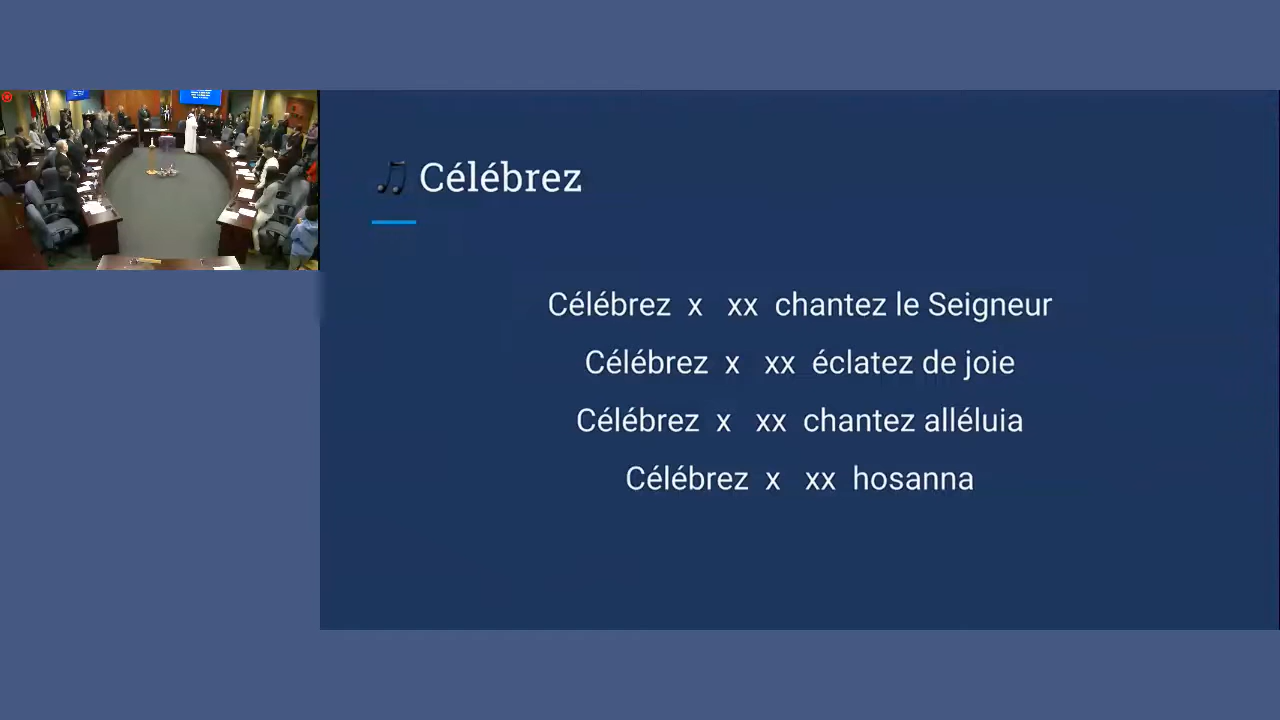 🎵 Célébrez
Célébrez x xx chantez le Seigneur
Célébrez x xx éclatez de joie
Célébrez x xx chantez alléluia
Célébrez x xx hosanna